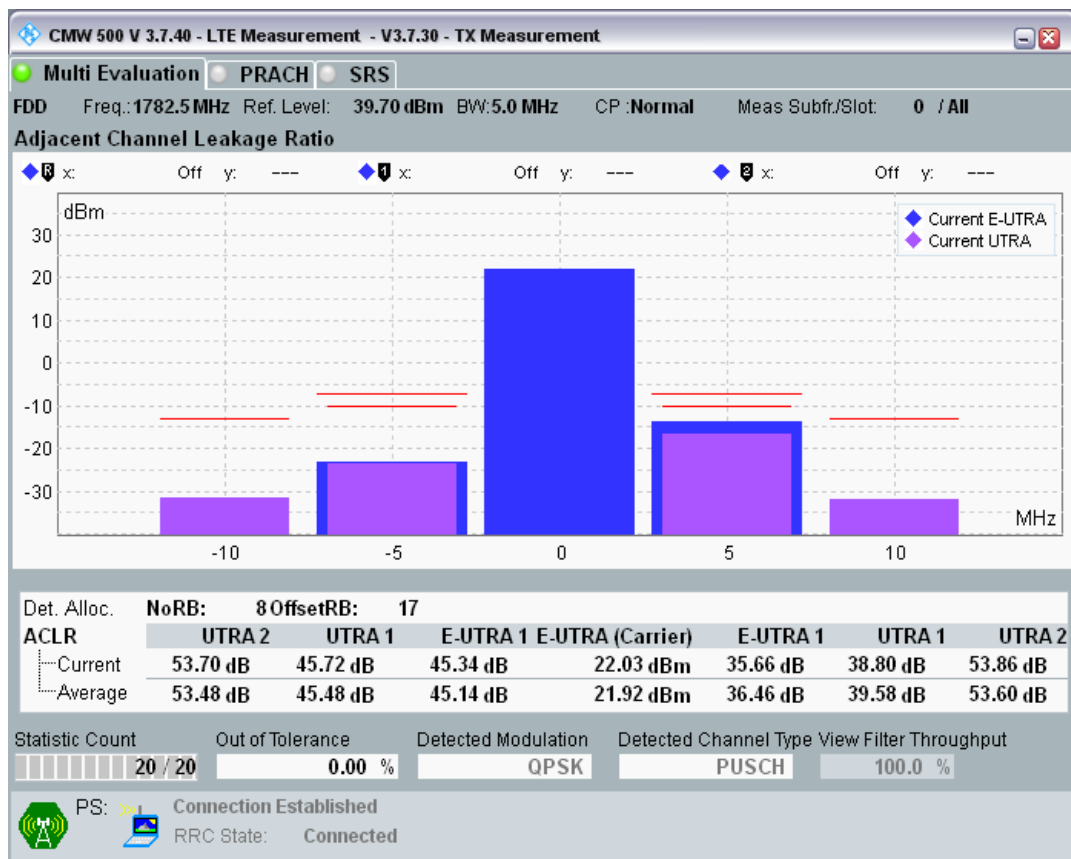 CMW 500 V 3.7.40 - LTE Measurement - V3.7.30 - TX Measurement
Multi Evaluation PRACH SRS
FDD Freq.:1782.5 MHz Ref. Level: 39.70 dBm BW:5.0 MHz CP :Normal Meas Subfr./Slot: 0 / All
Adjacent Channel Leakage Ratio
R x: Off y: --- 1 x: Off y: --- 2 x: Off y: ---
dBm
Current E-UTRA
Current UTRA
30
20
10
0
-10
-20
-30
MHz
-10 -5 0 5 10
Det. Alloc. NoRB: 8 OffsetRB: 17
ACLR UTRA 2 UTRA 1 E-UTRA 1 E-UTRA (Carrier) E-UTRA 1 UTRA 1 UTRA 2
Current 53.70 dB 45.72 dB 45.34 dB 22.03 dBm 35.66 dB 38.80 dB 53.86 dB
Average 53.48 dB 45.48 dB 45.14 dB 21.92 dBm 36.46 dB 39.58 dB 53.60 dB
Statistic Count Out of Tolerance Detected Modulation Detected Channel Type View Filter Throughput
20 / 20 0.00 % QPSK PUSCH 100.0 %
PS: Connection Established
RRC State: Connected